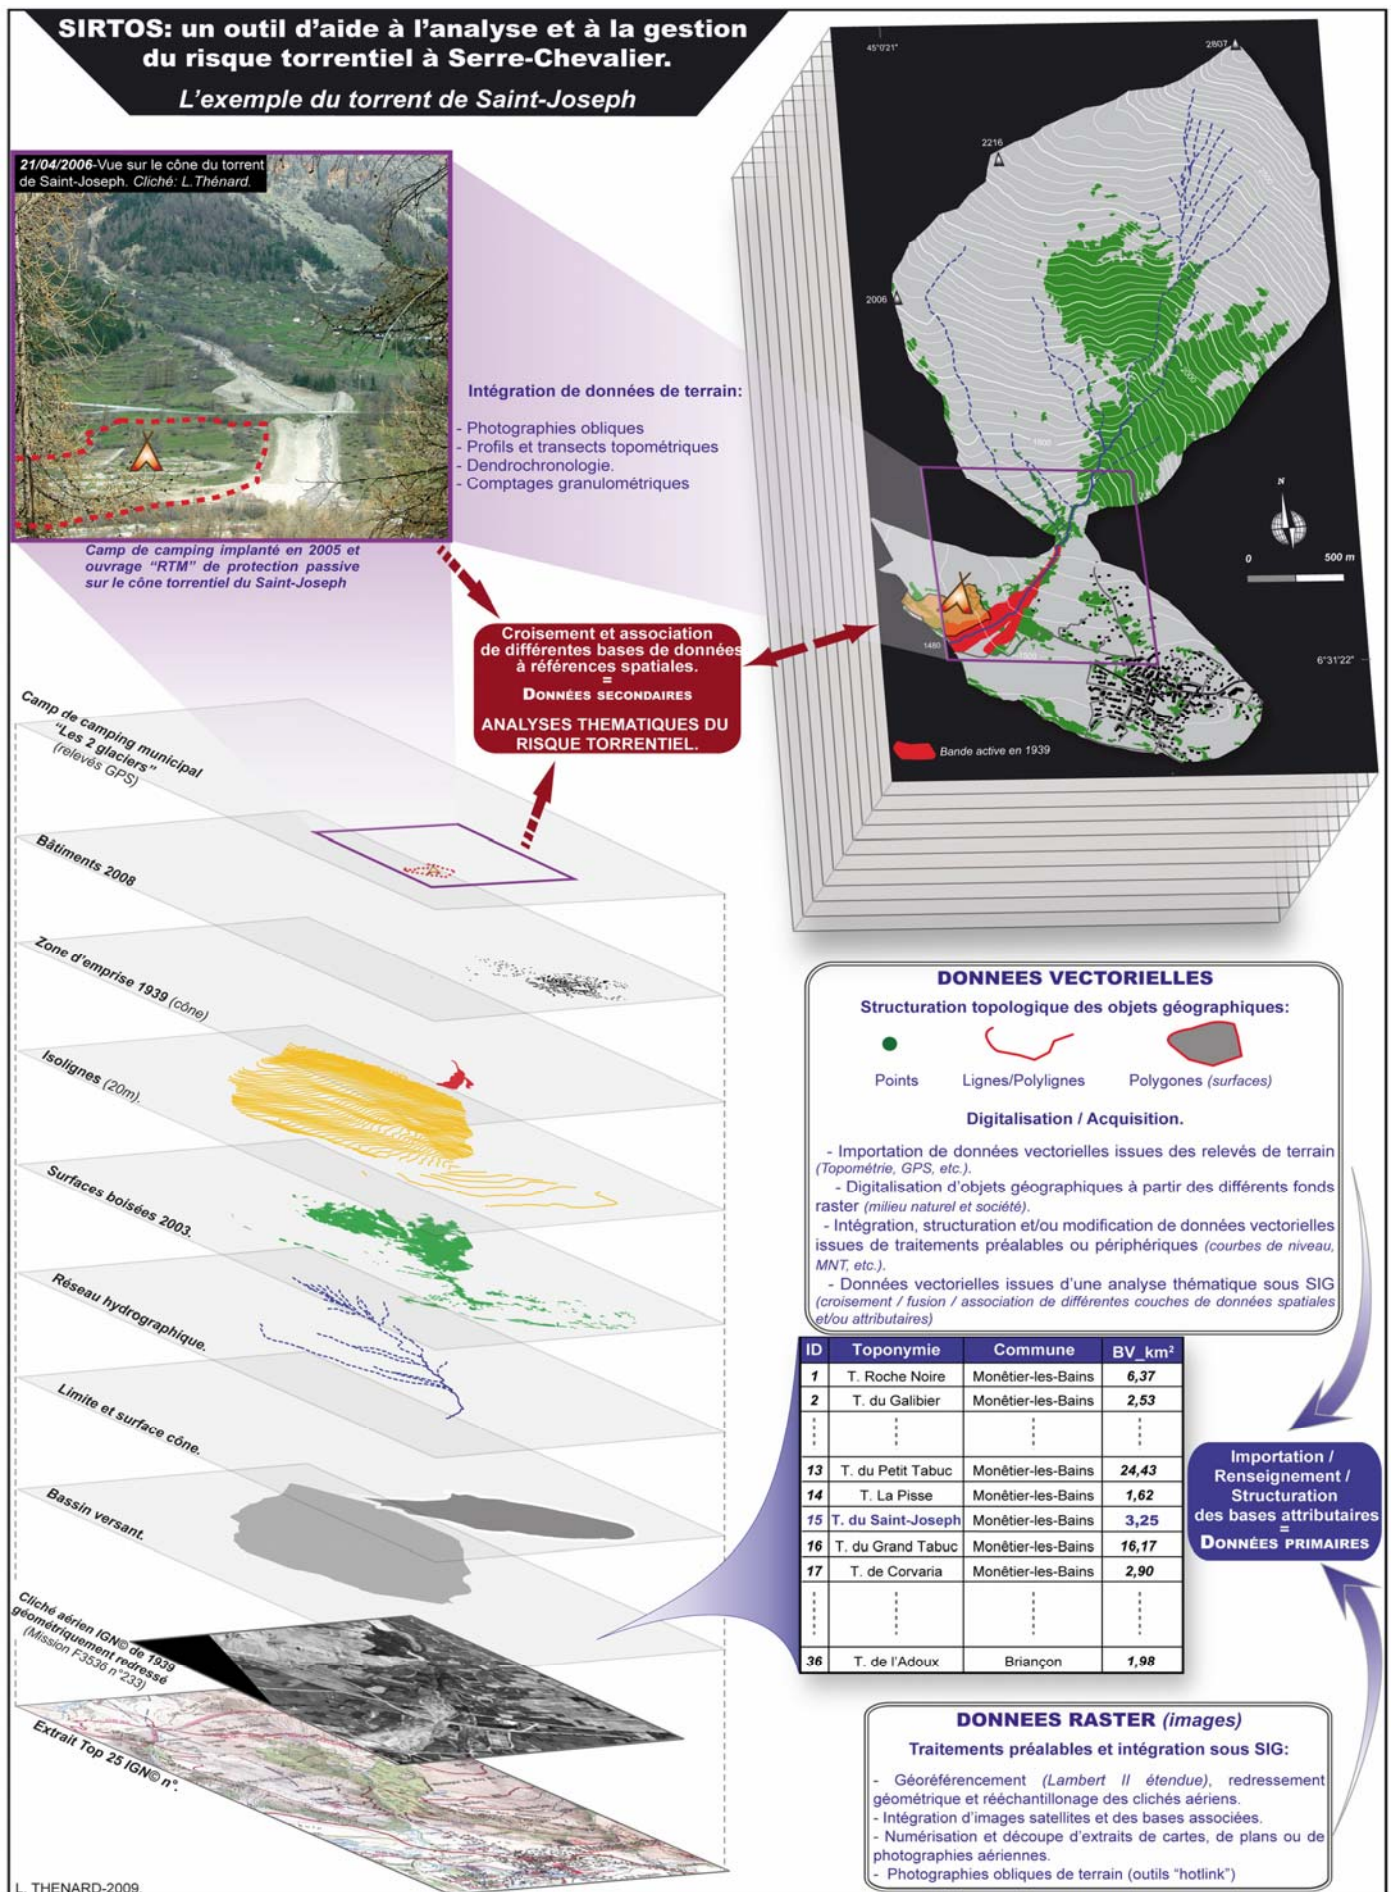 SIRTOS: un outil d'aide à l'analyse et à la gestion
du risque torrentiel à Serre-Chevalier.
L'exemple du torrent de Saint-Joseph
21/04/2006-Vue sur le cône du torrent
de Saint-Joseph. Cliché: L.Thénard.
Camp de camping implanté en 2005 et
ouvrage "RTM" de protection passive
sur le cône torrentiel du Saint-Joseph
Intégration de données de terrain:
- Photographies obliques
- Profils et transects topométriques
- Dendrochronologie.
- Comptages granulométriques
45°0'21"
2807
2216
2006
2500
2000
1600
1480
1500
N
0 500 m
6°31'22"
Bande active en 1939
Croisement et association
de différentes bases de données
à références spatiales.
=
DONNÉES SECONDAIRES
ANALYSES THEMATIQUES DU
RISQUE TORRENTIEL.
Camp de camping municipal
"Les 2 glaciers"
(relevés GPS)
Bâtiments 2008
Zone d'emprise 1939 (cône)
Isolignes (20m).
Surfaces boisées 2003.
Réseau hydrographique.
Limite et surface cône.
Bassin versant.
Cliché aérien IGN© de 1939
géométriquement redressé
(Mission F3536 n°233)
Extrait Top 25 IGN© n°.
DONNEES VECTORIELLES
Structuration topologique des objets géographiques:
Points Lignes/Polylignes Polygones (surfaces)
Digitalisation / Acquisition.
- Importation de données vectorielles issues des relevés de terrain
(Topométrie, GPS, etc.).
- Digitalisation d'objets géographiques à partir des différents fonds
raster (milieu naturel et société).
- Intégration, structuration et/ou modification de données vectorielles
issues de traitements préalables ou périphériques (courbes de niveau,
MNT, etc.).
- Données vectorielles issues d'une analyse thématique sous SIG
(croisement / fusion / association de différentes couches de données spatiales
et/ou attributaires)
ID Toponymie Commune BV_km²
1 T. Roche Noire Monêtier-les-Bains 6,37
2 T. du Galibier Monêtier-les-Bains 2,53
13 T. du Petit Tabuc Monêtier-les-Bains 24,43
14 T. La Pisse Monêtier-les-Bains 1,62
15 T. du Saint-Joseph Monêtier-les-Bains 3,25
16 T. du Grand Tabuc Monêtier-les-Bains 16,17
17 T. de Corvaria Monêtier-les-Bains 2,90
36 T. de l'Adoux Briançon 1,98
Importation /
Renseignement /
Structuration
des bases attributaires
=
DONNÉES PRIMAIRES
DONNEES RASTER (images)
Traitements préalables et intégration sous SIG:
- Géoréférencement (Lambert II étendue), redressement
géométrique et rééchantillonage des clichés aériens.
- Intégration d'images satellites et des bases associées.
- Numérisation et découpe d'extraits de cartes, de plans ou de
photographies aériennes.
- Photographies obliques de terrain (outils "hotlink")
L. THENARD-2009.